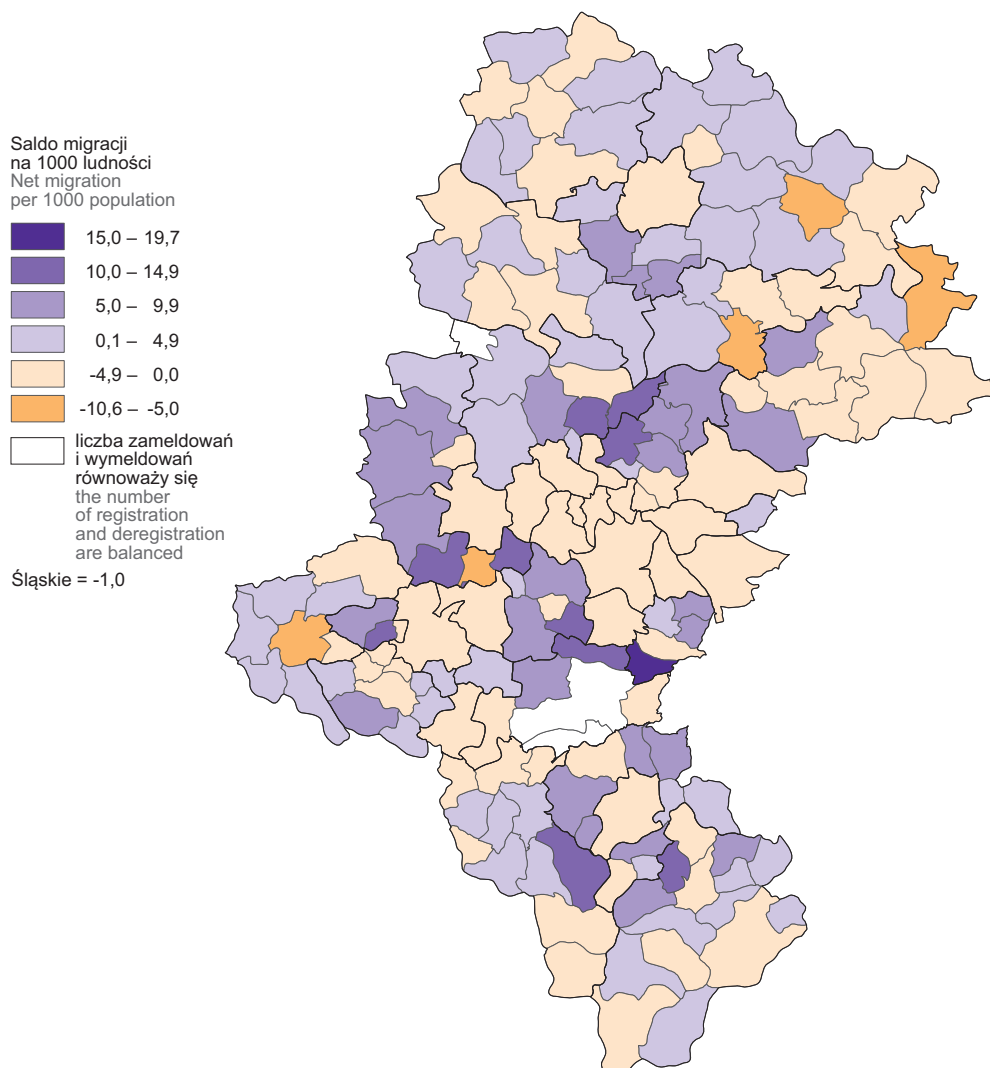 Saldo migracji
na 1000 ludności
Net migration
per 1000 population
15,0 – 19,7
10,0 – 14,9
5,0 – 9,9
0,1 – 4,9
-4,9 – 0,0
-10,6 – -5,0
liczba zameldowań
i wymeldowań
równoważy się
the number
of registration
and deregistration
are balanced
Śląskie = -1,0